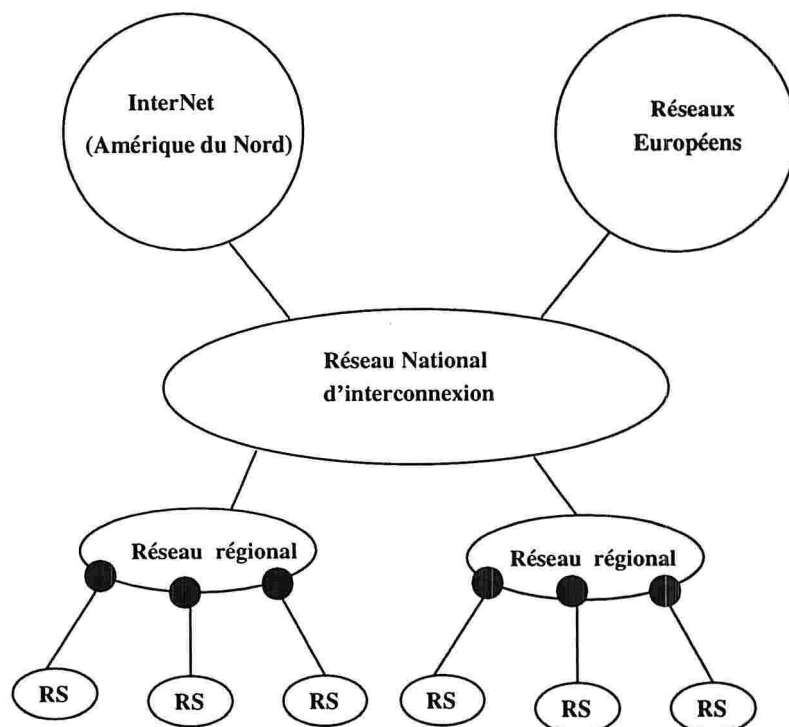 InterNet
(Amérique du Nord)
Réseaux
Européens
Réseau National
d'interconnexion
Réseau régional
Réseau régional
RS
RS
RS
RS
RS
RS